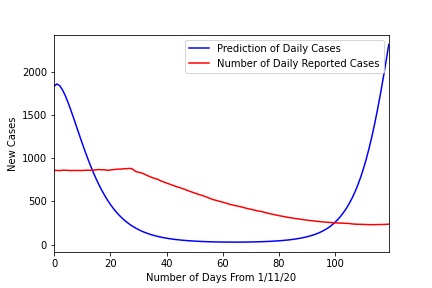 Prediction of Daily Cases
Number of Daily Reported Cases
New Cases
2000
1500
1000
500
0
0 20 40 60 80 100
Number of Days From 1/11/20